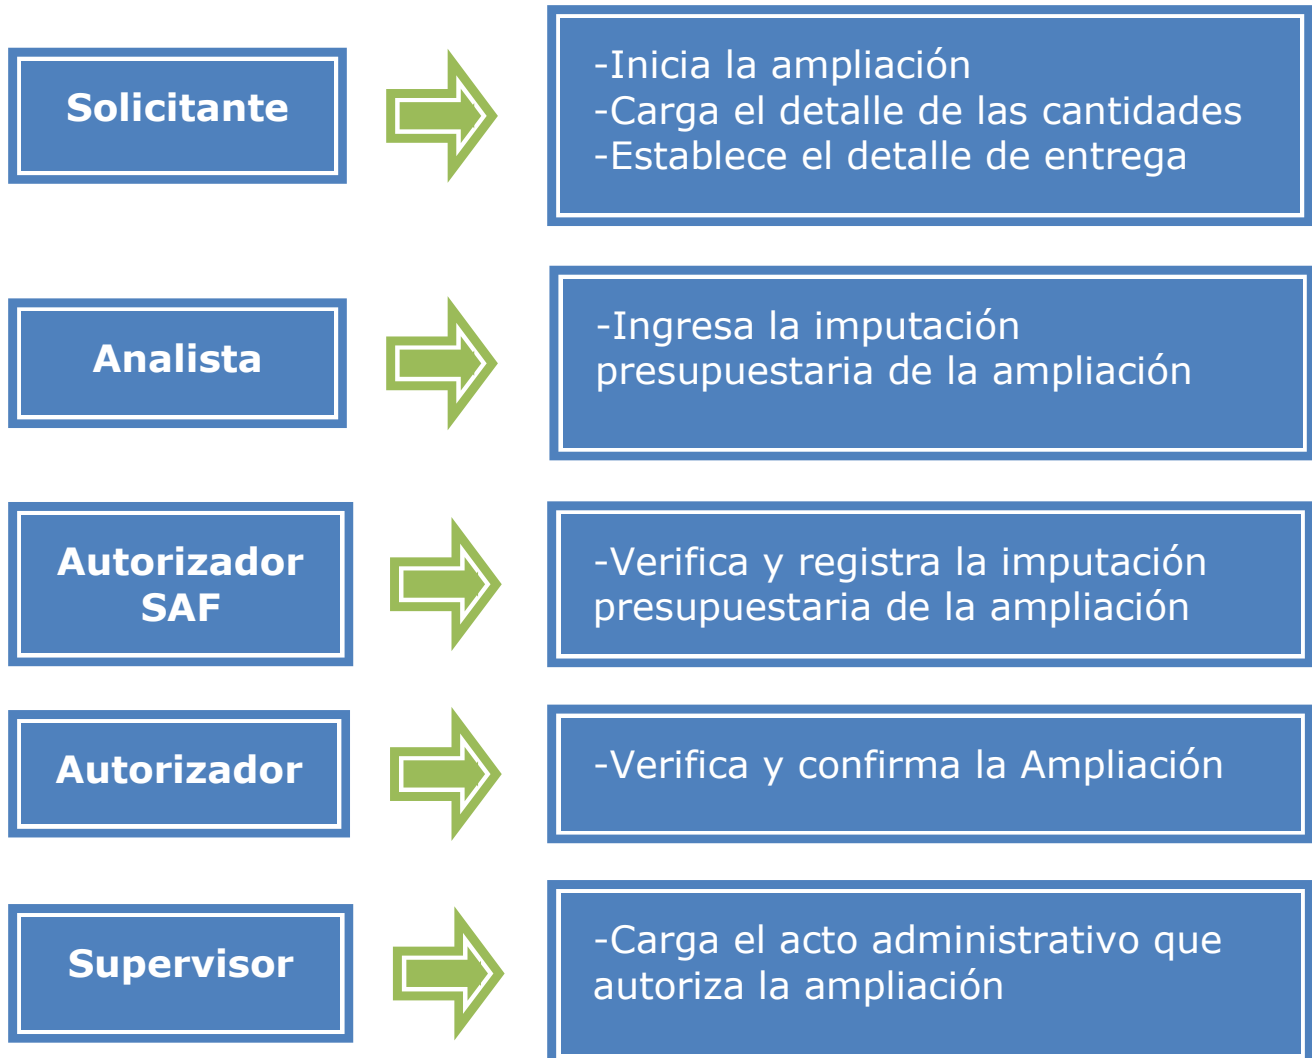 Solicitante
-Inicia la ampliación
-Carga el detalle de las cantidades
-Establece el detalle de entrega
Analista
-Ingresa la imputación
presupuestaria de la ampliación
Autorizador
SAF
-Verifica y registra la imputación
presupuestaria de la ampliación
Autorizador
-Verifica y confirma la Ampliación
Supervisor
-Carga el acto administrativo que
autoriza la ampliación